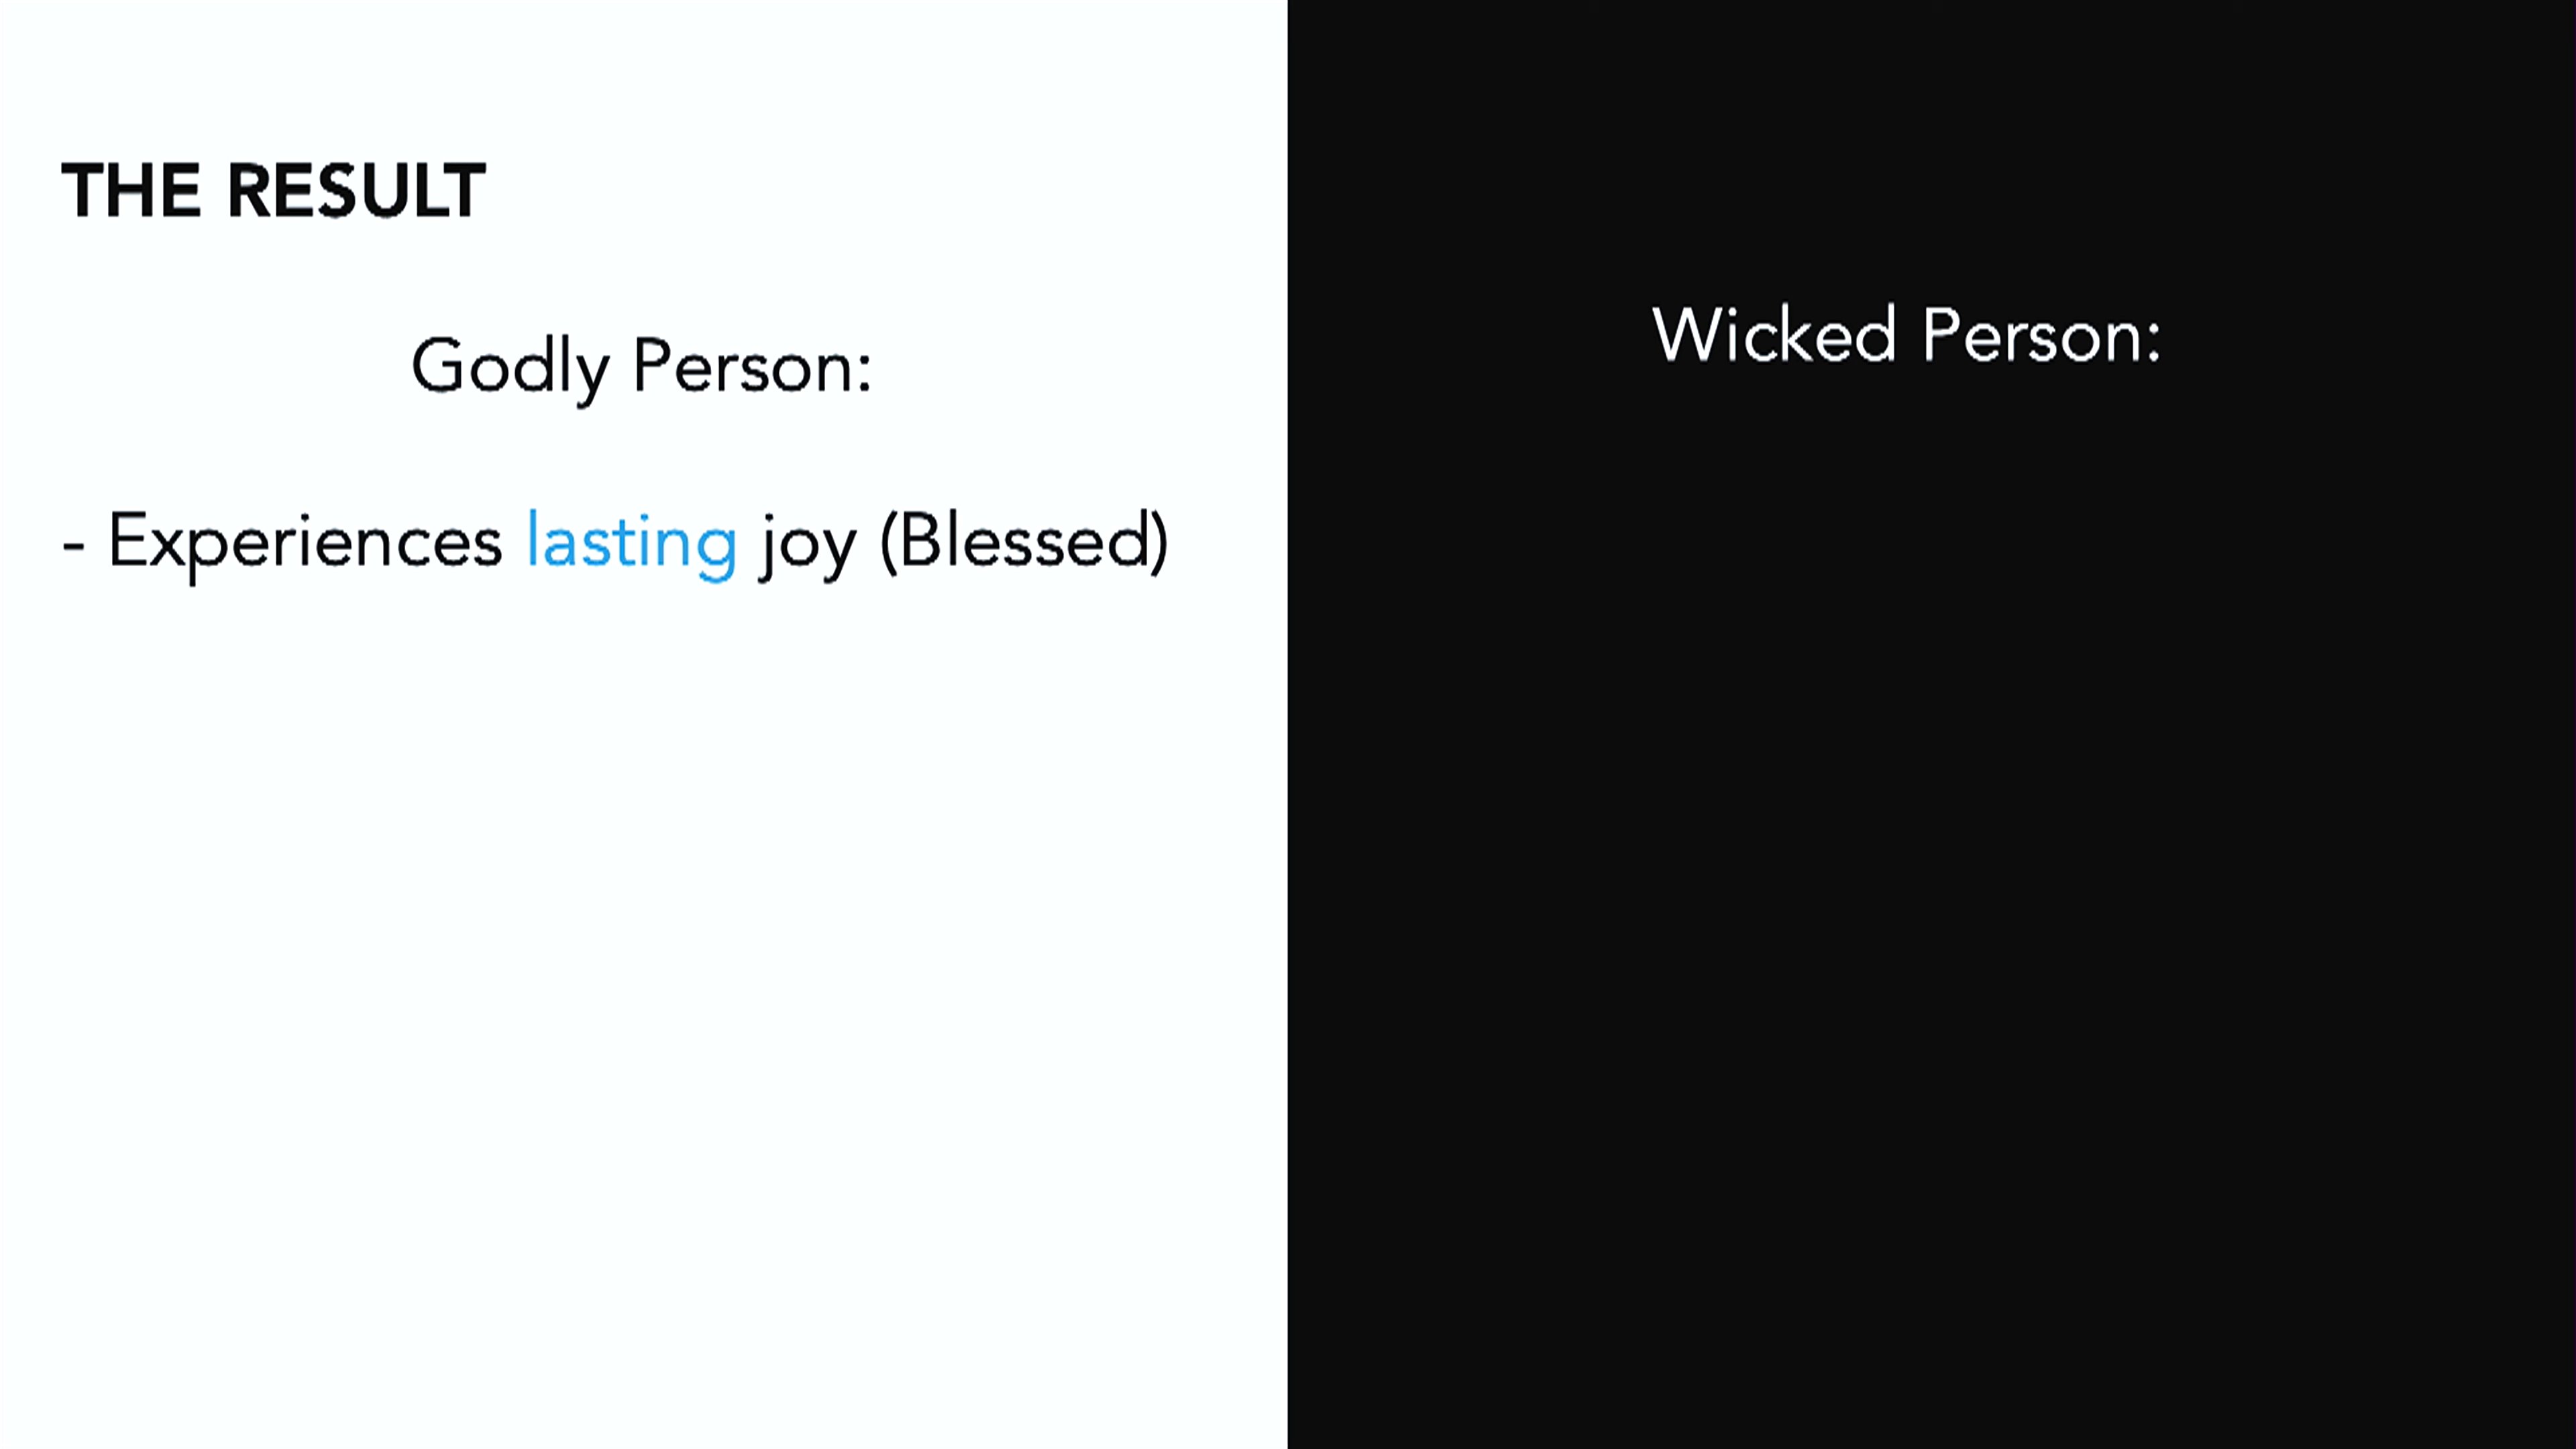 THE RESULT
Godly Person:
- Experiences lasting joy (Blessed)
Wicked Person: